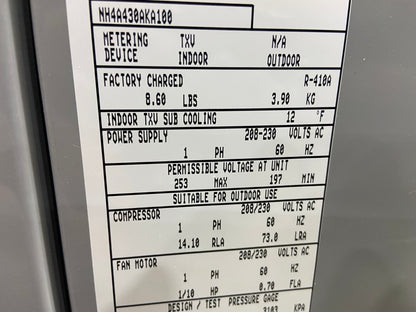 NH4A430AKA100
METERING TXV N/A
DEVICE INDOOR OUTDOOR
FACTORY CHARGED R-410A
8.60 LBS 3.90 KG
INDOOR TXV SUB COOLING 12 °F
POWER SUPPLY 208-230 VOLTS AC
1 PH 60 HZ
PERMISSIBLE VOLTAGE AT UNIT
253 MAX 197 MIN
SUITABLE FOR OUTDOOR USE
COMPRESSOR 208/230 VOLTS AC
1 PH 60 HZ
14.10 RLA 73.0 LRA
FAN MOTOR 208/230 VOLTS AC
1 PH 60 HZ
1/10 HP 0.70 FLA
DESIGN / TEST PRESSURE GAGE
3103 KPA